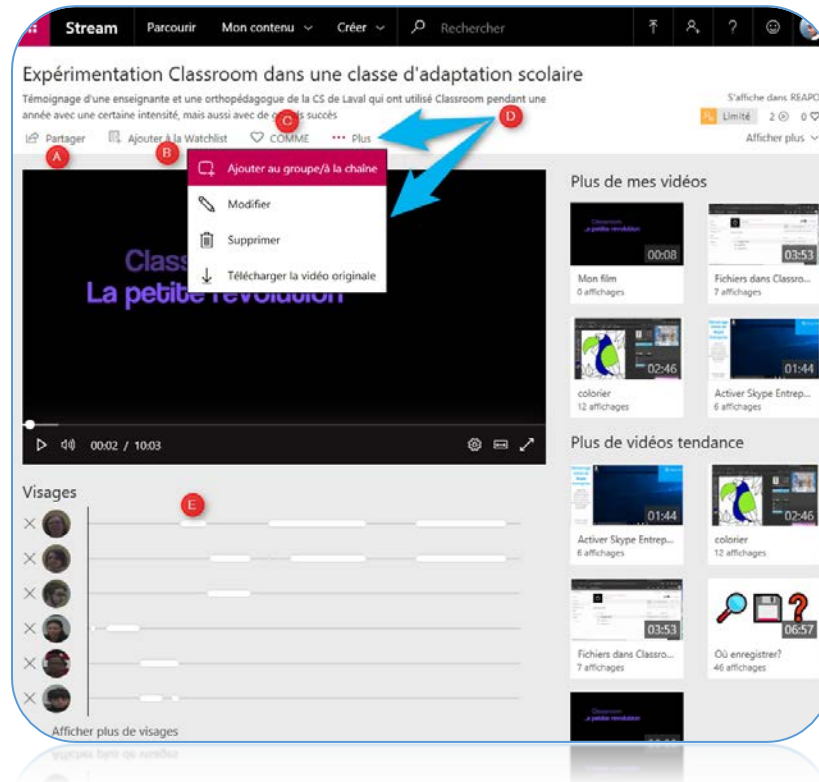 Stream Parcourir Mon contenu Créer Rechercher ?
Expérimentation Classroom dans une classe d'adaptation scolaire
Témoignage d'une enseignante et une orthopédagogue de la CS de Laval qui ont utilisé Classroom pendant une
année avec une certaine intensité, mais aussi avec de succès
S'affiche dans REAPO
Limité 2 0
Afficher plus
Partager Ajouter à la Watchlist COMME ••• Plus
A
B
C
D
Ajouter au groupe/à la chaîne
Modifier
Supprimer
Télécharger la vidéo originale
La petite révolution
00:02 / 10:03
Visages
E
Afficher plus de visages
Plus de mes vidéos
00:08
Mon film
0 affichages
03:53
Fichiers dans Classro...
7 affichages
02:46
colorier
12 affichages
01:44
Activer Skype Entrep...
6 affichages
Plus de vidéos tendance
01:44
Activer Skype Entrep...
6 affichages
02:46
colorier
12 affichages
03:53
Fichiers dans Classro...
7 affichages
06:57
Où enregistrer?
46 affichages